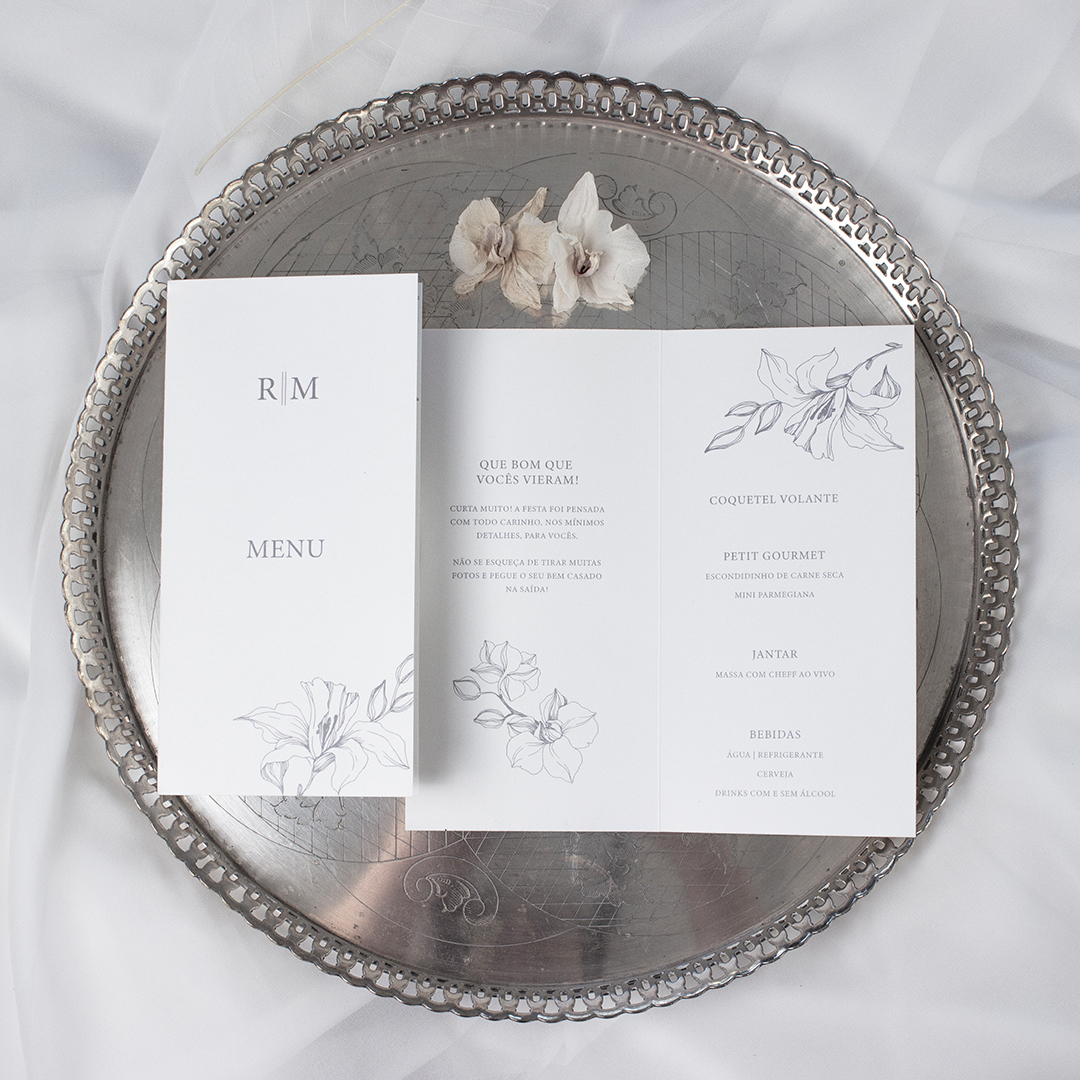 R||M
MENU
QUE BOM QUE
VOCÊS VIERAM!
CURTA MUITO! A FESTA FOI PENSADA
COM TODO CARINHO, NOS MÍNIMOS
DETALHES, PARA VOCÊS.
NÃO SE ESQUEÇA DE TIRAR MUITAS
FOTOS E PEGUE O SEU BEM CASADO
NA SAÍDA!
COQUETEL VOLANTE
PETIT GOURMET
ESCONDIDINHO DE CARNE SECA
MINI PARMEGIANA
JANTAR
MASSA COM CHEFF AO VIVO
BEBIDAS
ÁGUA | REFRIGERANTE
CERVEJA
DRINKS COM E SEM ÁLCOOL